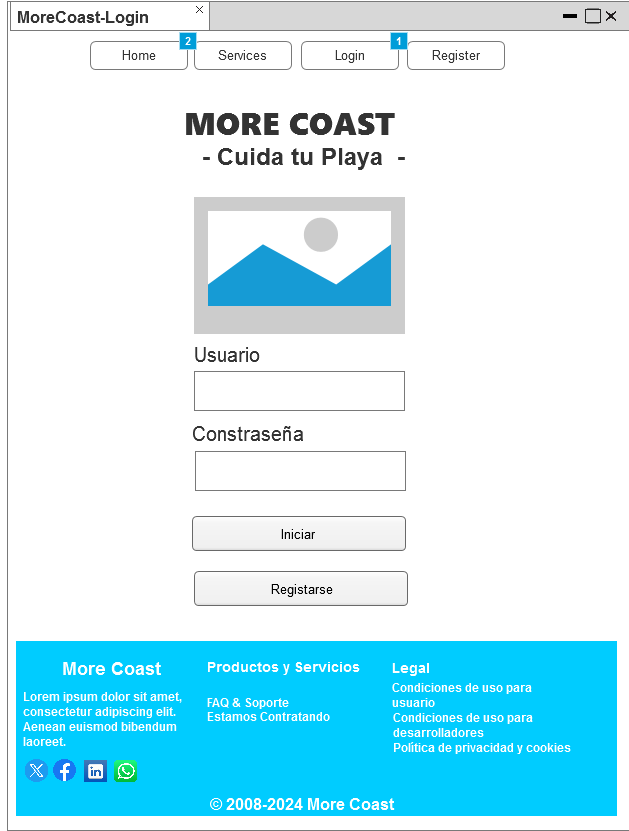 MoreCoast-Login
Home
2
Services
Login
1
Register
MORE COAST
- Cuida tu Playa -
Usuario
Constraseña
Iniciar
Registarse
More Coast
Lorem ipsum dolor sit amet,
consectetur adipiscing elit.
Aenean euismod bibendum
laoreet.
Productos y Servicios
FAQ & Soporte
Estamos Contratando
Legal
Condiciones de uso para
usuario
Condiciones de uso para
desarrolladores
Política de privacidad y cookies
© 2008-2024 More Coast